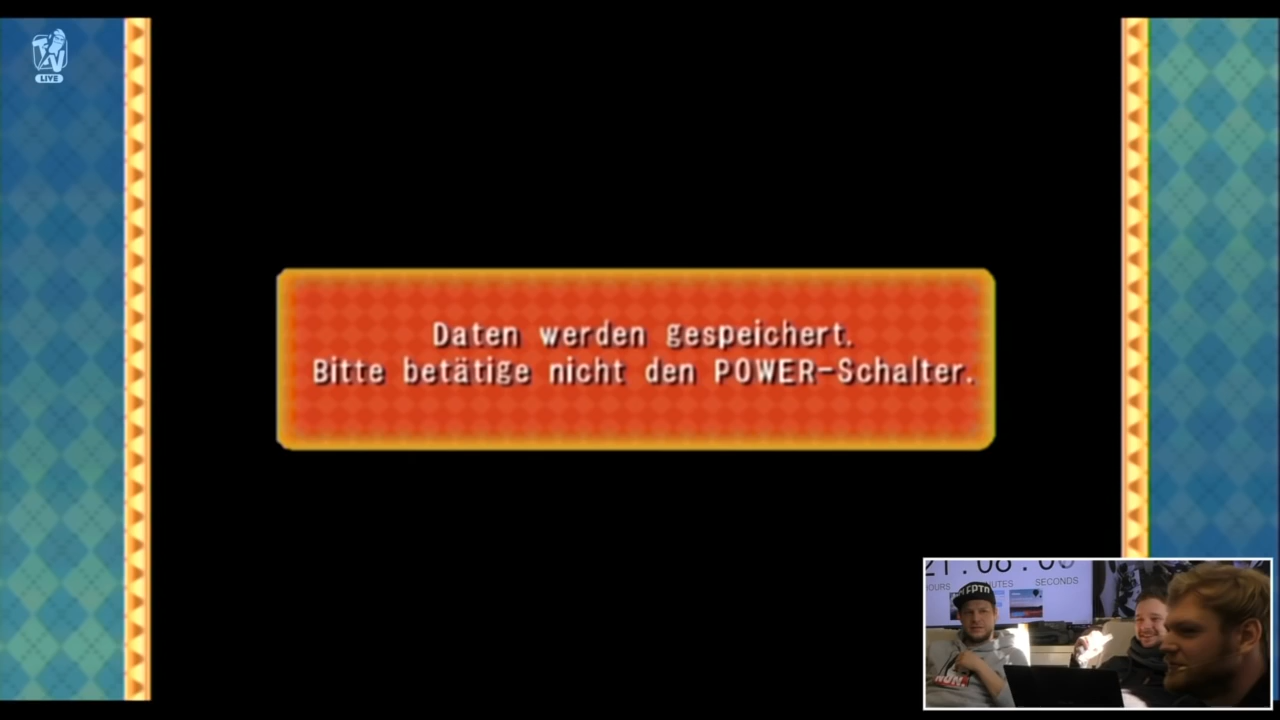 LIVE
Daten werden gespeichert.
Bitte betätige nicht den POWER-Schalter.
SECONDS